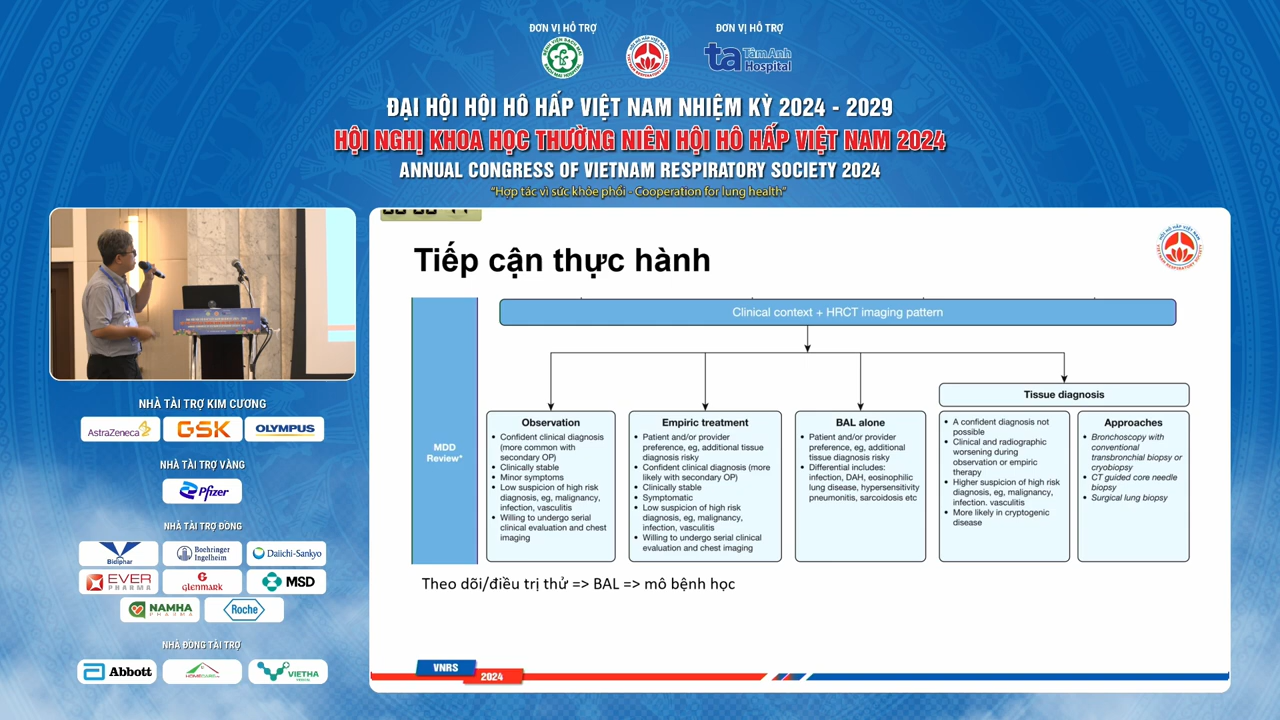 ĐƠN VỊ HỖ TRỢ
ĐƠN VỊ HỖ TRỢ
ta TâmAnh
Hospital
ĐẠI HỘI HỘI HÔ HẤP VIỆT NAM NHIỆM KỲ 2024 - 2029
HỘI NGHỊ KHOA HỌC THƯỜNG NIÊN HỘI HÔ HẤP VIỆT NAM 2024
ANNUAL CONGRESS OF VIETNAM RESPIRATORY SOCIETY 2024
"Hợp tác vì sức khỏe phổi - Cooperation for lung health"
NHÀ TÀI TRỢ KIM CƯƠNG
AstraZeneca
GSK
OLYMPUS
NHÀ TÀI TRỢ VÀNG
Pfizer
NHÀ TÀI TRỢ ĐỒNG
Bidiphar
Boehringer
Ingelheim
Daiichi-Sankyo
EVER
PHARMA
GLENMARK
MSD
NAMHA
PHARMA
Roche
NHÀ ĐỒNG TÀI TRỢ
Abbott
VIETHA
Tiếp cận thực hành
Clinical context + HRCT imaging pattern
MDD
Review*
Observation
• Confident clinical diagnosis
(more common with
secondary OP)
• Clinically stable
• Minor symptoms
• Low suspicion of high risk
diagnosis, eg, malignancy,
infection, vasculitis
• Willing to undergo serial
clinical evaluation and chest
imaging
Empiric treatment
• Patient and/or provider
preference, eg, additional tissue
diagnosis risky
• Confident clinical diagnosis (more
likely with secondary OP)
• Clinically stable
• Symptomatic
• Low suspicion of high risk
diagnosis, eg, malignancy,
infection, vasculitis
• Willing to undergo serial clinical
evaluation and chest imaging
BAL alone
• Patient and/or provider
preference, eg, additional
tissue diagnosis risky
• Differential includes:
infection, DAH, eosinophilic
lung disease, hypersensitivity
pneumonitis, sarcoidosis etc
Tissue diagnosis
• A confident diagnosis not
possible
• Clinical and radiographic
worsening during
observation or empiric
therapy
• Higher suspicion of high risk
diagnosis, eg, malignancy,
infection. vasculitis
• More likely in cryptogenic
disease
Approaches
• Bronchoscopy with
conventional
transbronchial biopsy or
cryobiopsy
• CT guided core needle
biopsy
• Surgical lung biopsy
Theo dõi/điều trị thử => BAL => mô bệnh học
VNRS
2024